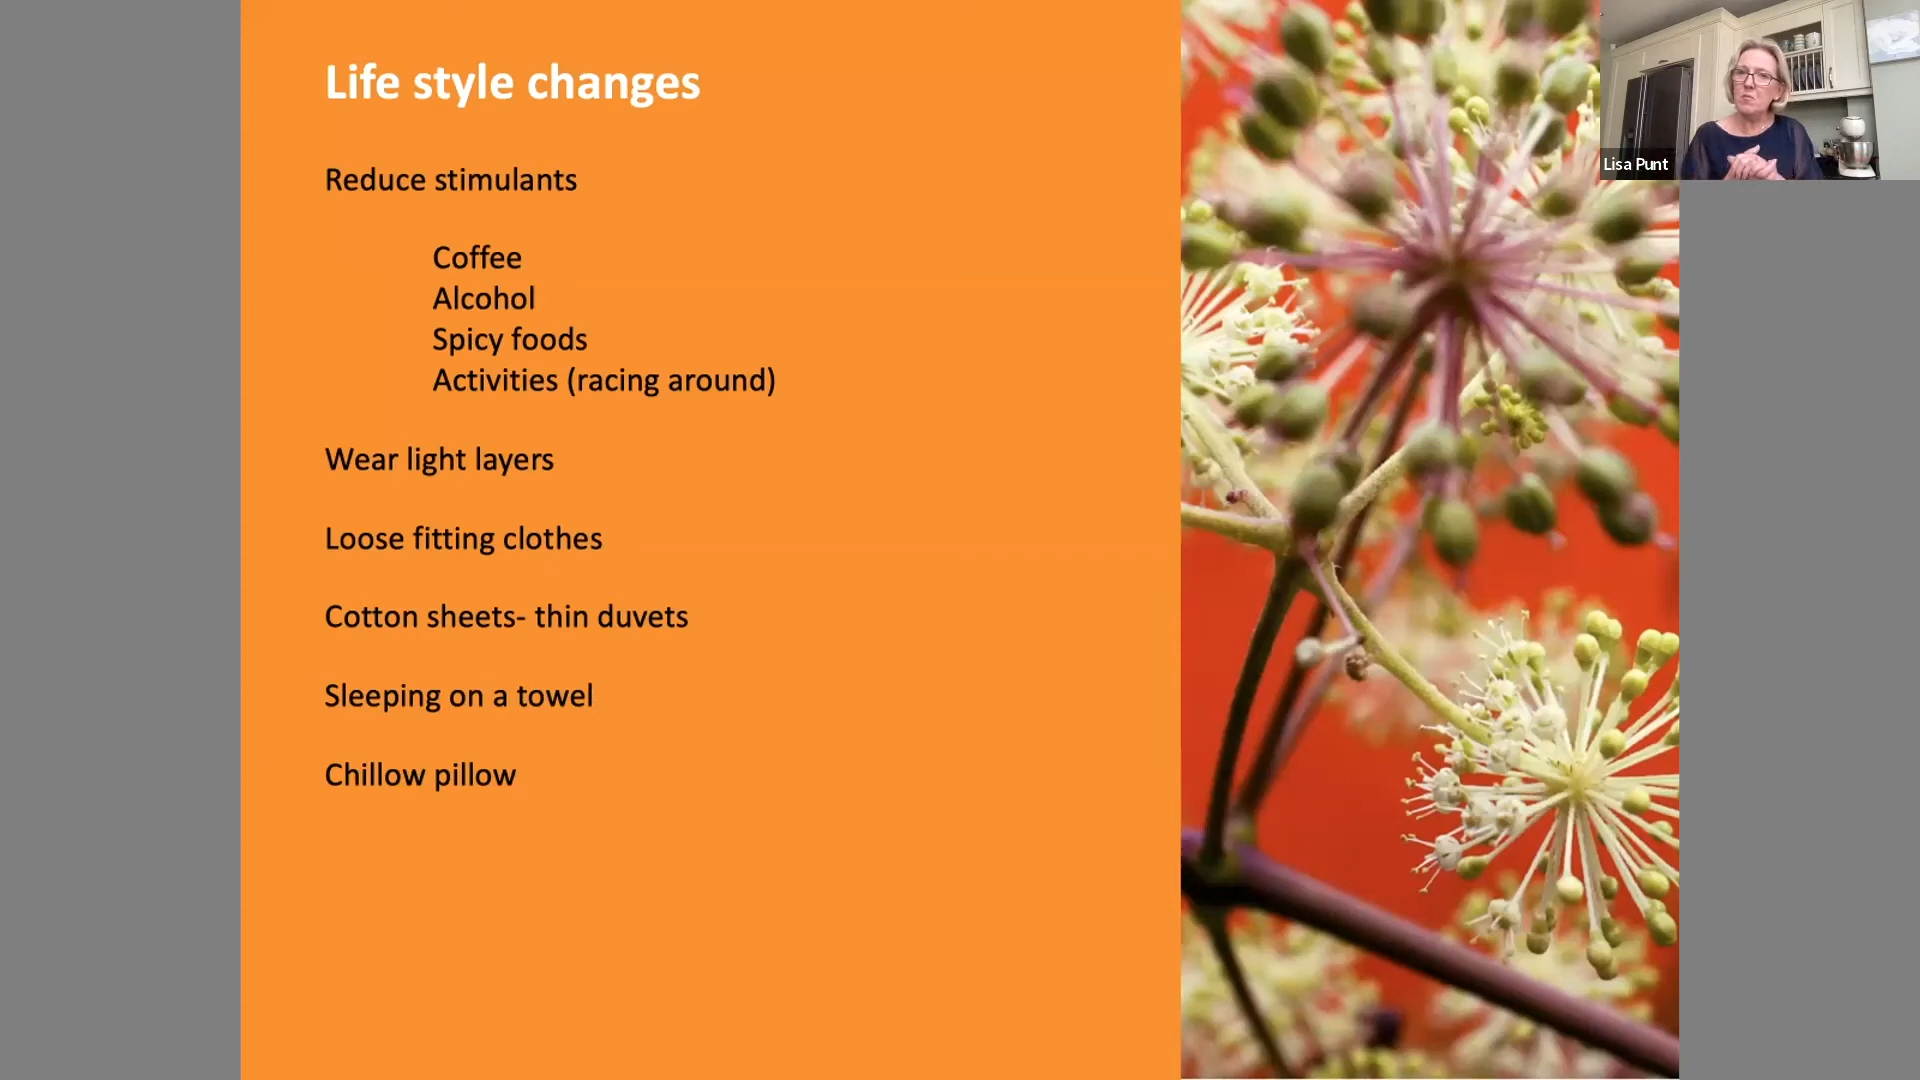 Life style changes
Reduce stimulants
Coffee
Alcohol
Spicy foods
Activities (racing around)
Wear light layers
Loose fitting clothes
Cotton sheets- thin duvets
Sleeping on a towel
Chillow pillow
Lisa Punt